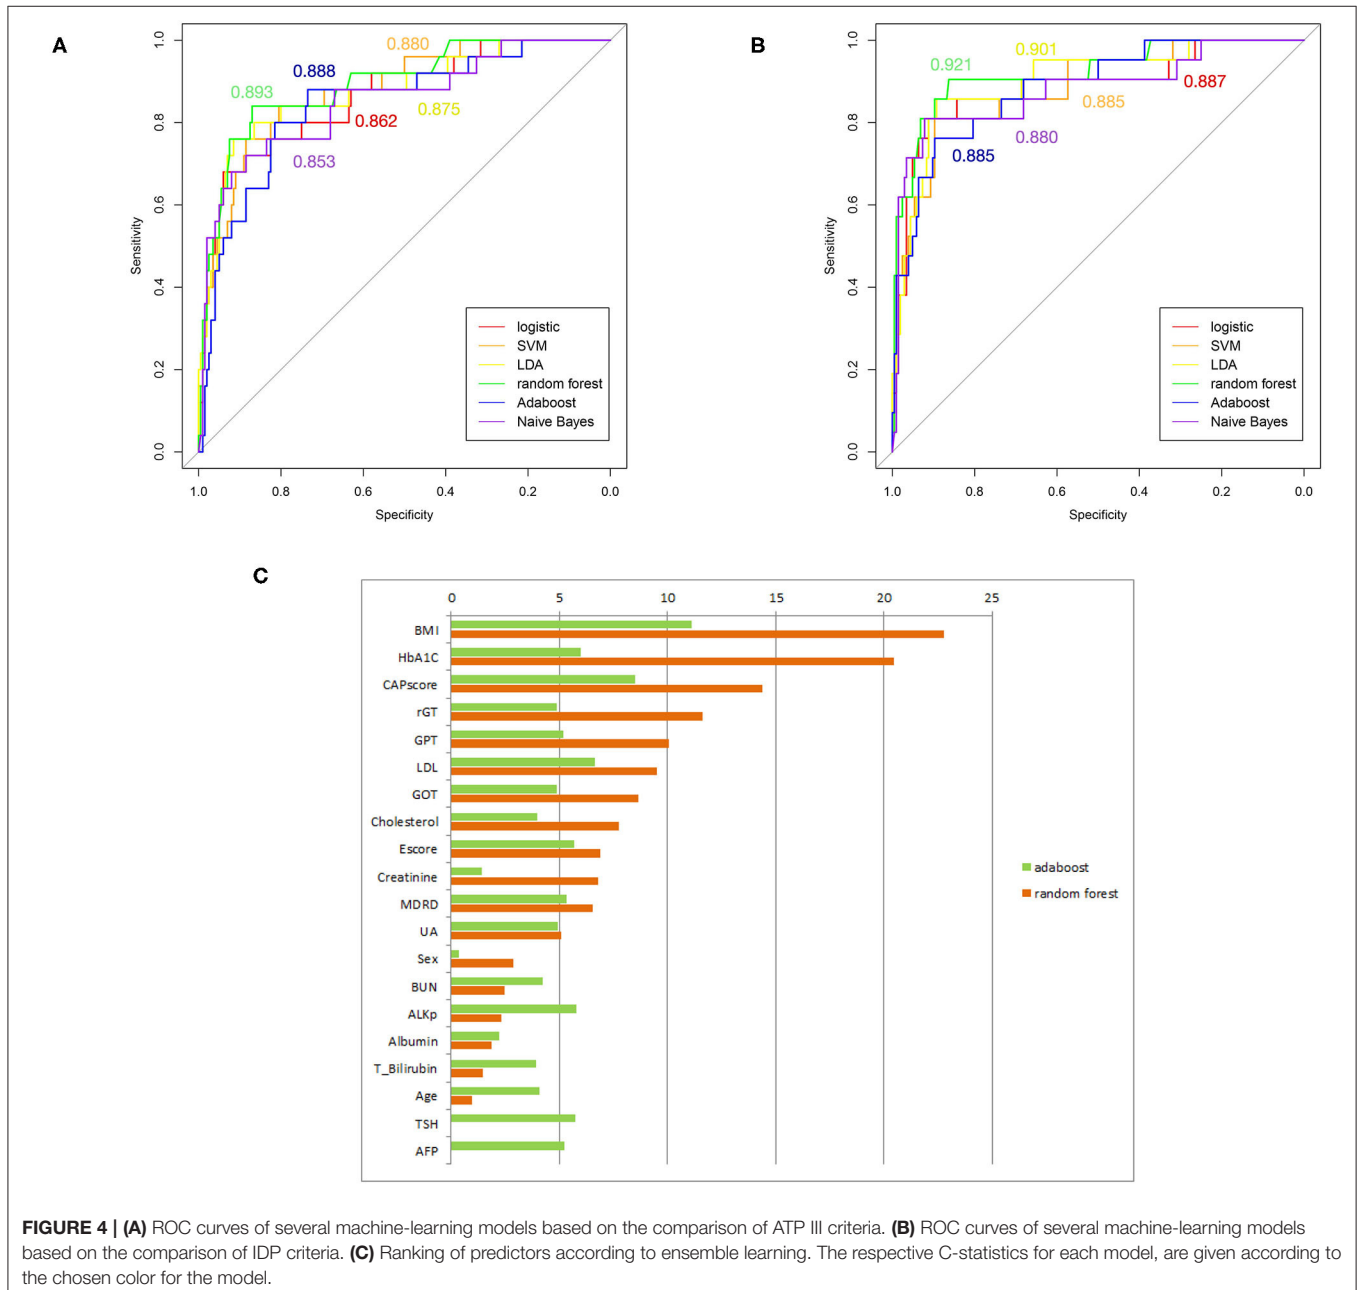 A
1.0
0.8
0.6
0.4
0.2
0.0
Sensitivity
0.880
0.888
0.893
0.875
0.862
0.853
logistic
SVM
LDA
random forest
Adaboost
Naive Bayes
1.0 0.8 0.6 0.4 0.2 0.0
Specificity
B
1.0
0.8
0.6
0.4
0.2
0.0
Sensitivity
0.901
0.921
0.887
0.885
0.880
0.885
logistic
SVM
LDA
random forest
Adaboost
Naive Bayes
1.0 0.8 0.6 0.4 0.2 0.0
Specificity
C
0 5 10 15 20 25
BMI
HbA1C
CAPscore
rGT
GPT
LDL
GOT
Cholesterol
Escore
Creatinine
MDRD
UA
Sex
BUN
ALKp
Albumin
T_Bilirubin
Age
TSH
AFP
adaboost
random forest
FIGURE 4 | (A) ROC curves of several machine-learning models based on the comparison of ATP III criteria. (B) ROC curves of several machine-learning models
based on the comparison of IDP criteria. (C) Ranking of predictors according to ensemble learning. The respective C-statistics for each model, are given according to
the chosen color for the model.